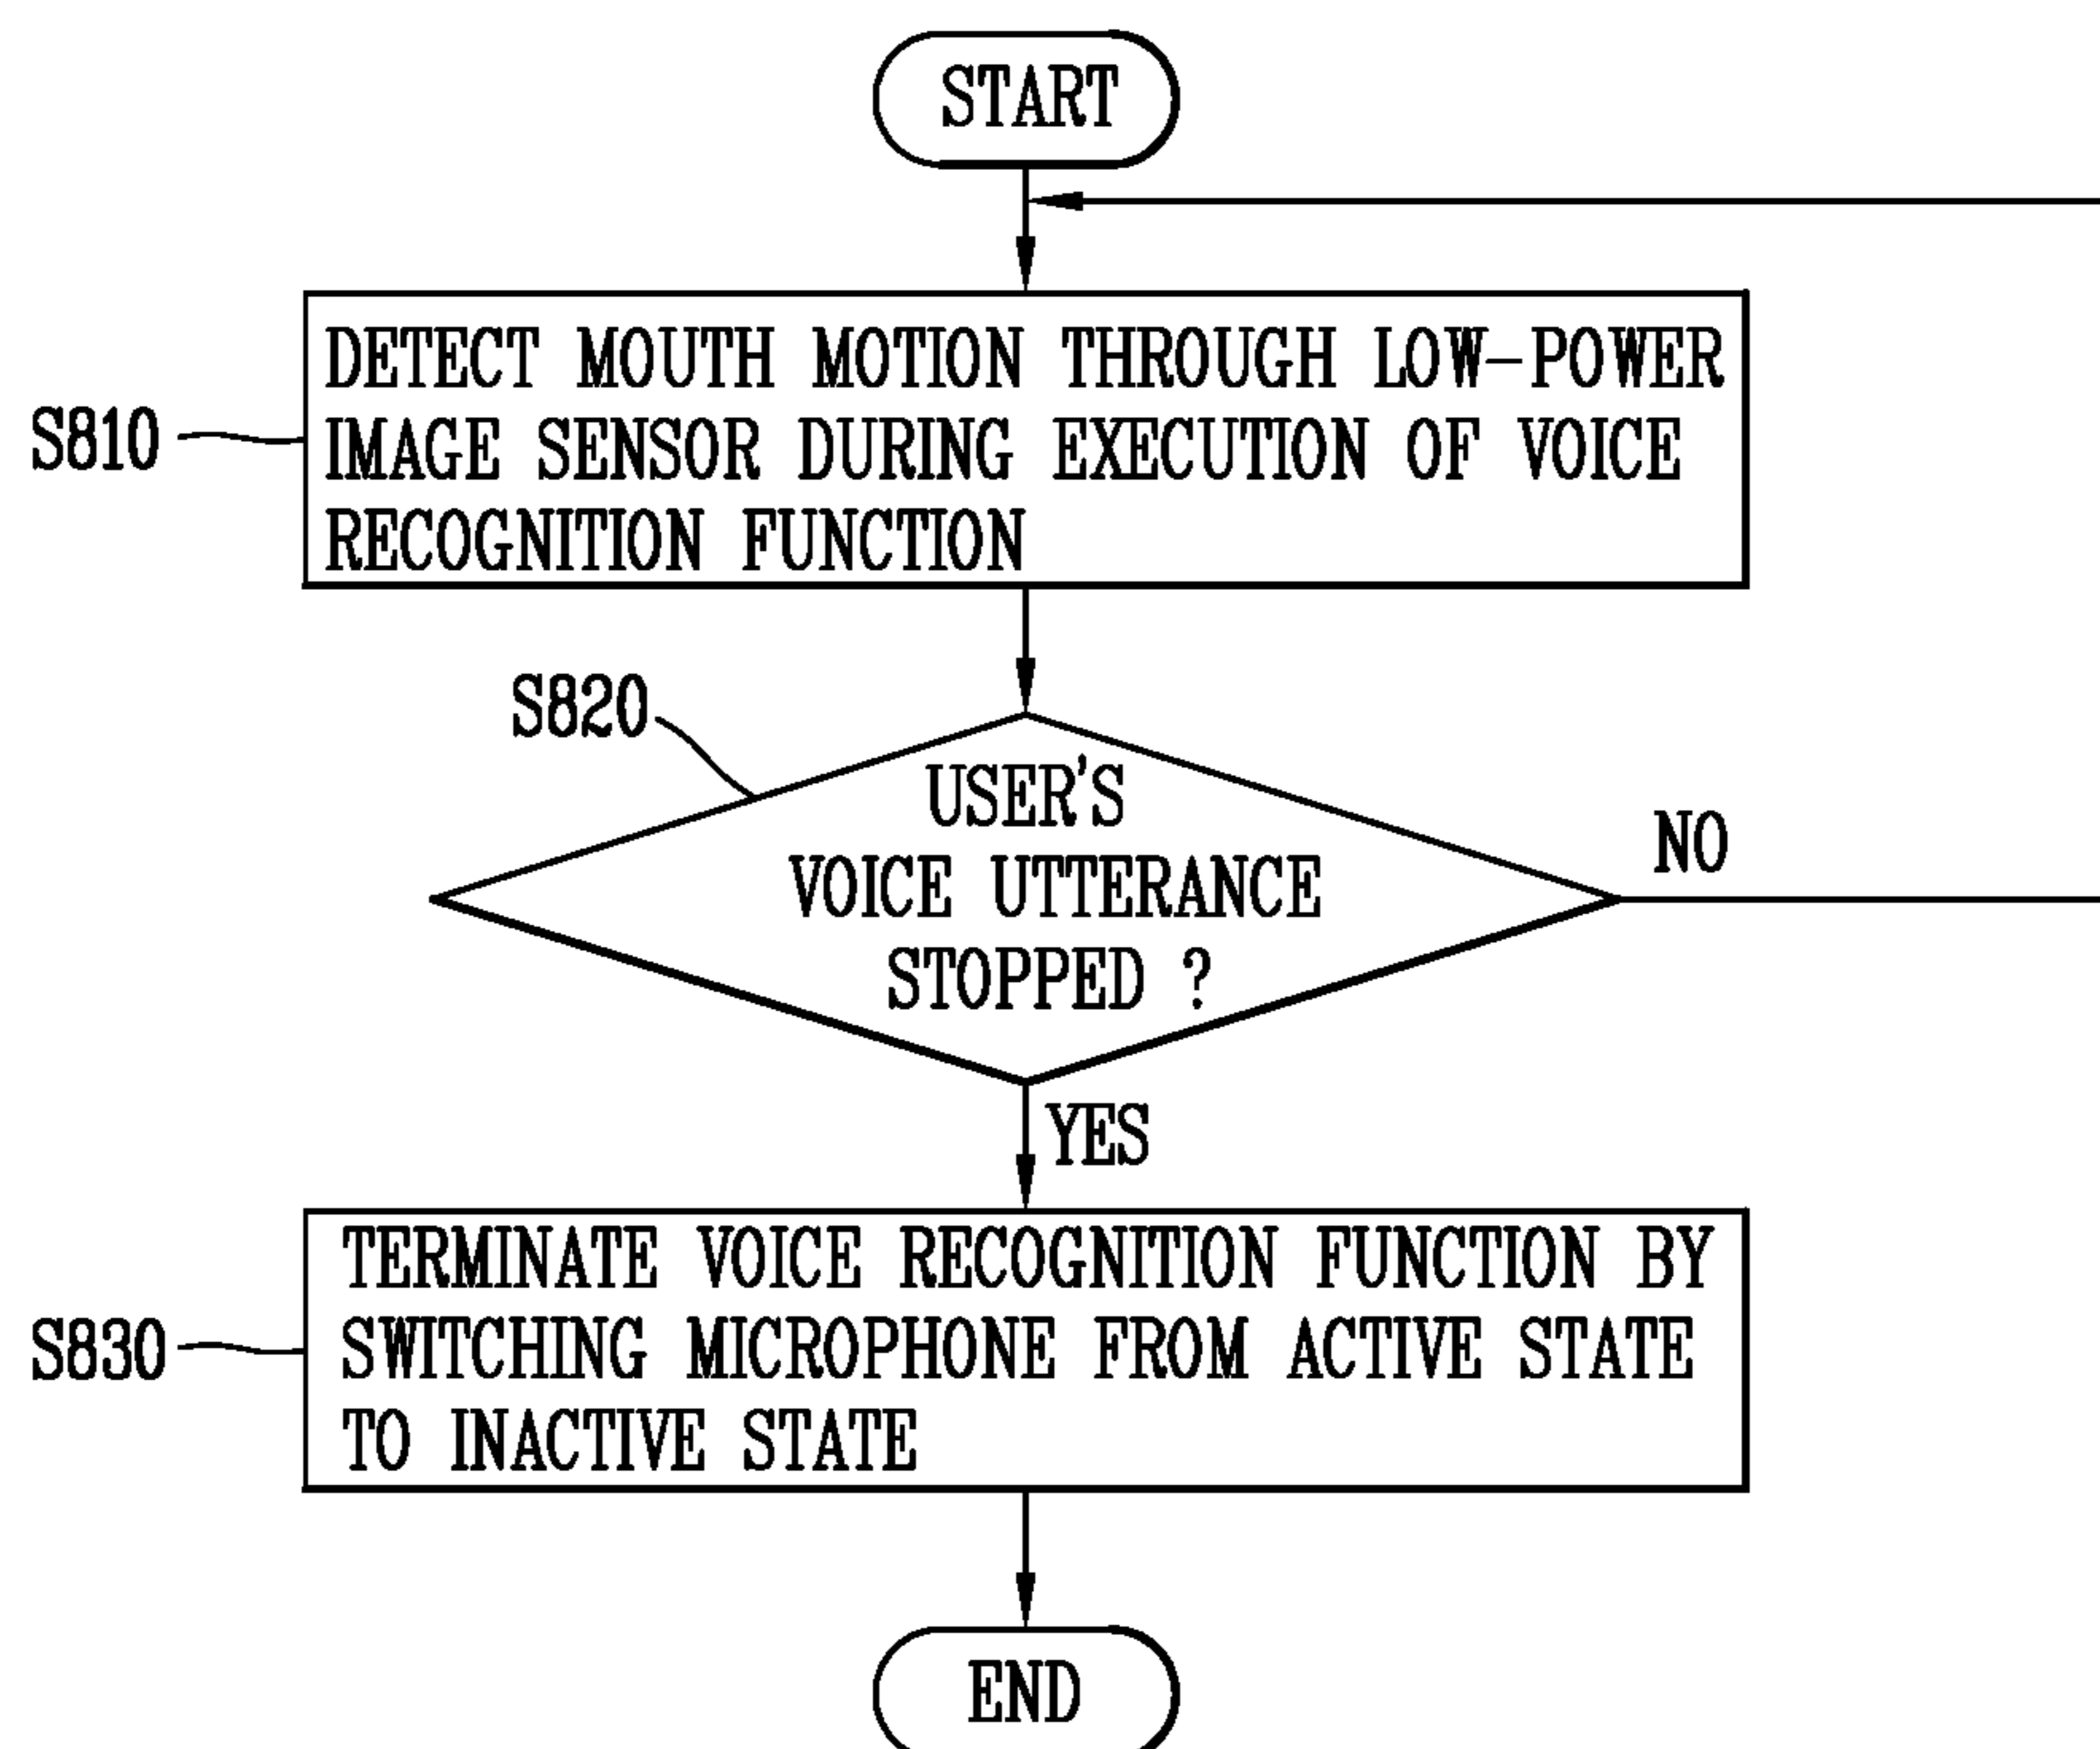 START
DETECT MOUTH MOTION THROUGH LOW-POWER
IMAGE SENSOR DURING EXECUTION OF VOICE
RECOGNITION FUNCTION
S810
S820
USER'S
VOICE UTTERANCE
STOPPED ?
NO
YES
TERMINATE VOICE RECOGNITION FUNCTION BY
SWITCHING MICROPHONE FROM ACTIVE STATE
TO INACTIVE STATE
S830
END